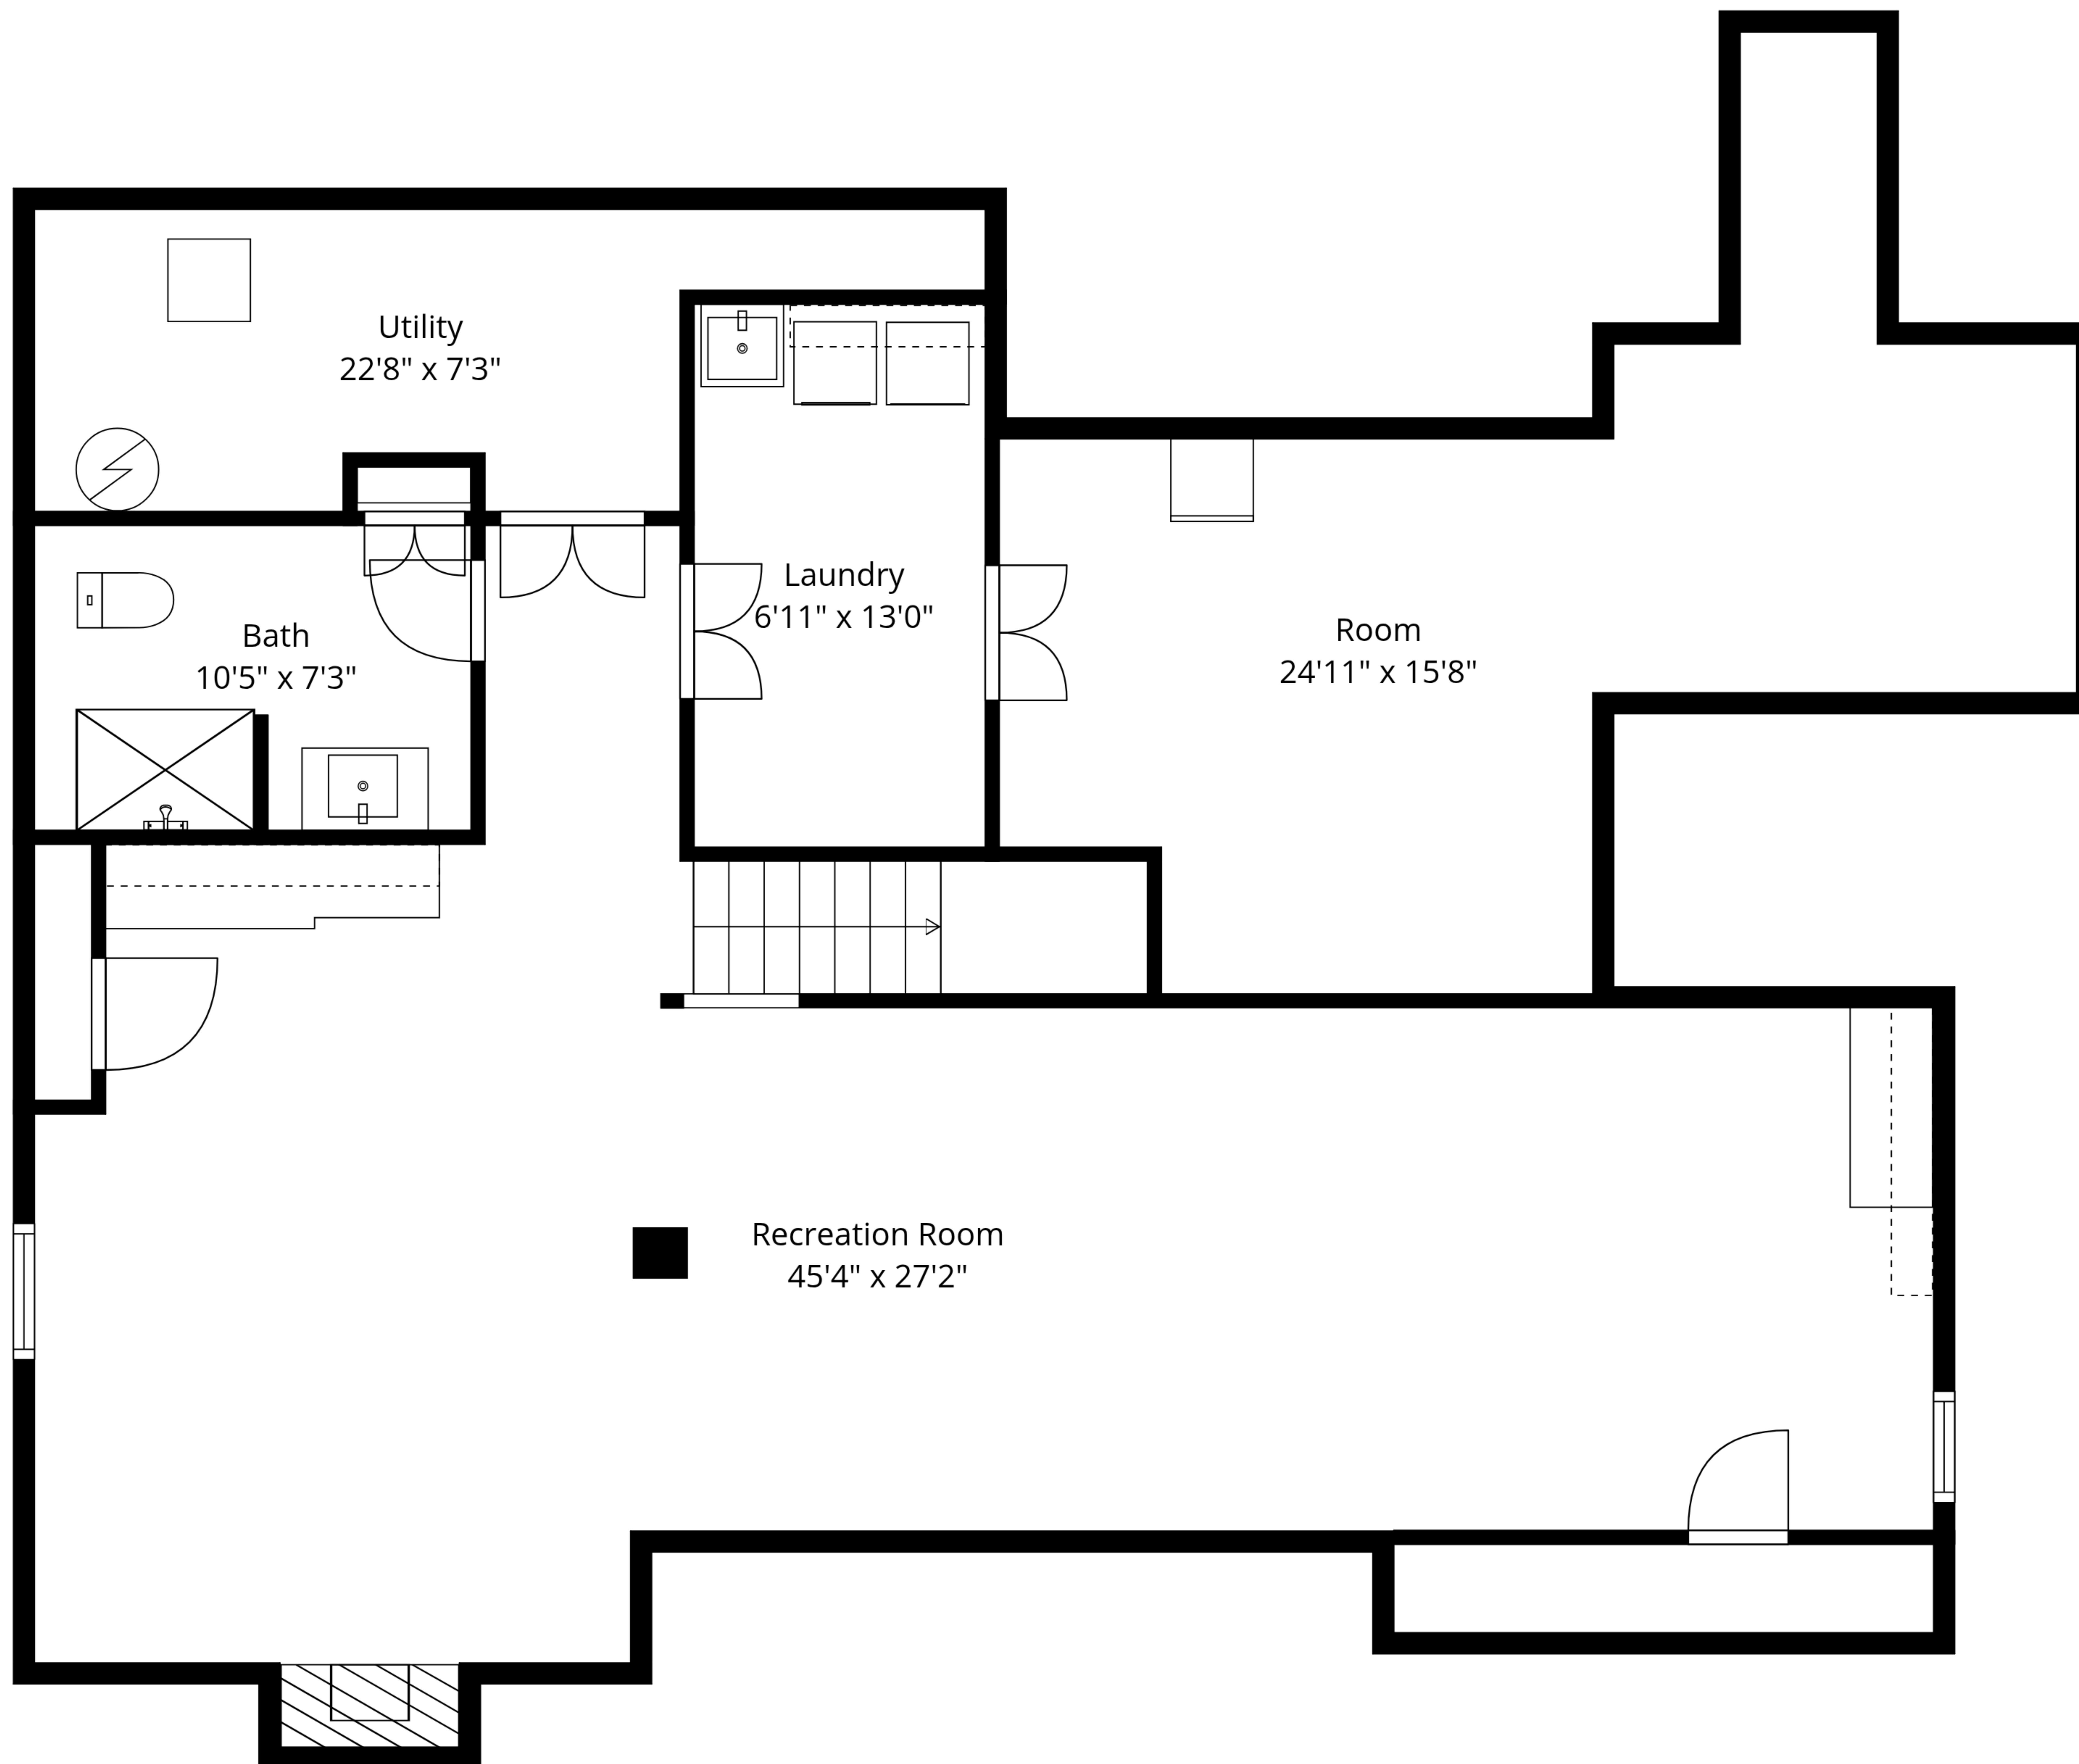 Utility
22'8" x 7'3"
Laundry
6'11" x 13'0"
Bath
10'5" x 7'3"
Room
24'11" x 15'8"
Recreation Room
45'4" x 27'2"